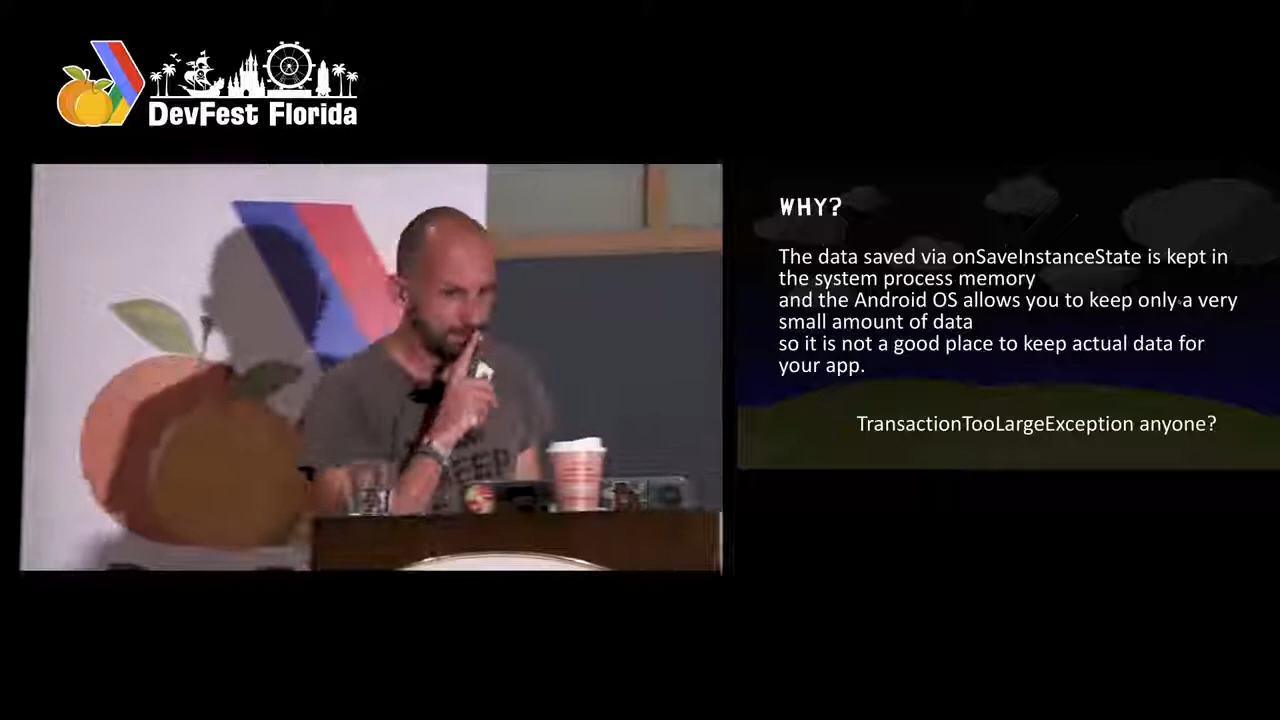 DevFest Florida
WHY?
The data saved via onSaveInstanceState is kept in
the system process memory
and the Android OS allows you to keep only a very
small amount of data
so it is not a good place to keep actual data for
your app.
TransactionTooLargeException anyone?